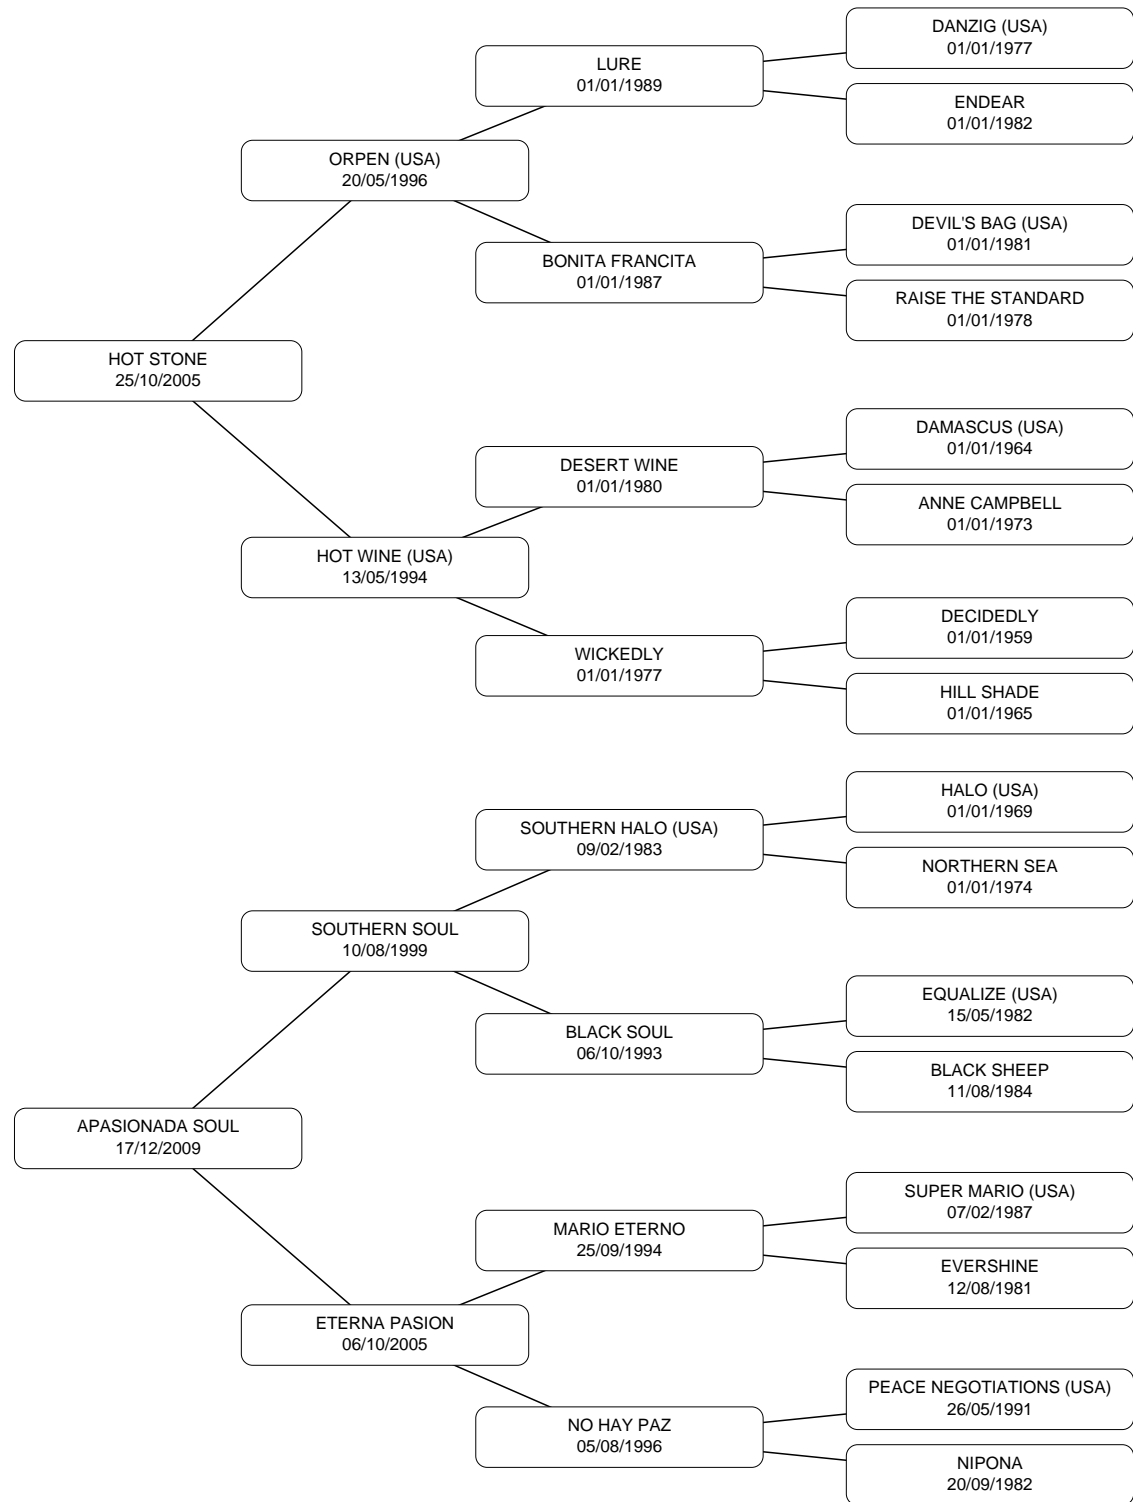 DANZIG (USA)
01/01/1977
LURE
01/01/1989
ENDEAR
01/01/1982
ORPEN (USA)
20/05/1996
DEVIL'S BAG (USA)
01/01/1981
BONITA FRANCITA
01/01/1987
RAISE THE STANDARD
01/01/1978
HOT STONE
25/10/2005
DAMASCUS (USA)
01/01/1964
DESERT WINE
01/01/1980
ANNE CAMPBELL
01/01/1973
HOT WINE (USA)
13/05/1994
DECIDEDLY
01/01/1959
WICKEDLY
01/01/1977
HILL SHADE
01/01/1965
HALO (USA)
01/01/1969
SOUTHERN HALO (USA)
09/02/1983
NORTHERN SEA
01/01/1974
SOUTHERN SOUL
10/08/1999
EQUALIZE (USA)
15/05/1982
BLACK SOUL
06/10/1993
BLACK SHEEP
11/08/1984
APASIONADA SOUL
17/12/2009
SUPER MARIO (USA)
07/02/1987
MARIO ETERNO
25/09/1994
EVERSHINE
12/08/1981
ETERNA PASION
06/10/2005
PEACE NEGOTIATIONS (USA)
26/05/1991
NO HAY PAZ
05/08/1996
NIPONA
20/09/1982